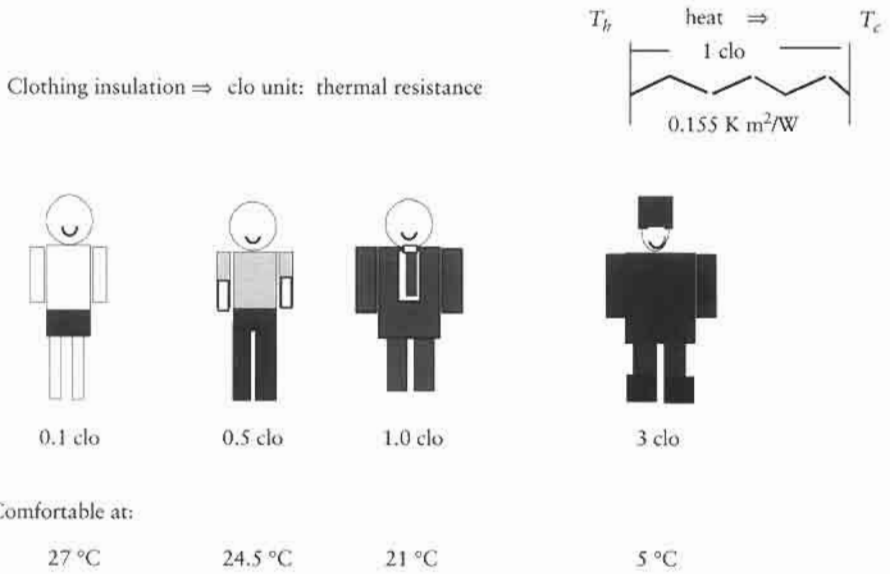 T_h heat ⇒ T_c
1 clo
Clothing insulation ⇒ clo unit: thermal resistance
0.155 K m²/W
0.1 clo 0.5 clo 1.0 clo 3 clo
Comfortable at:
27 °C 24.5 °C 21 °C 5 °C